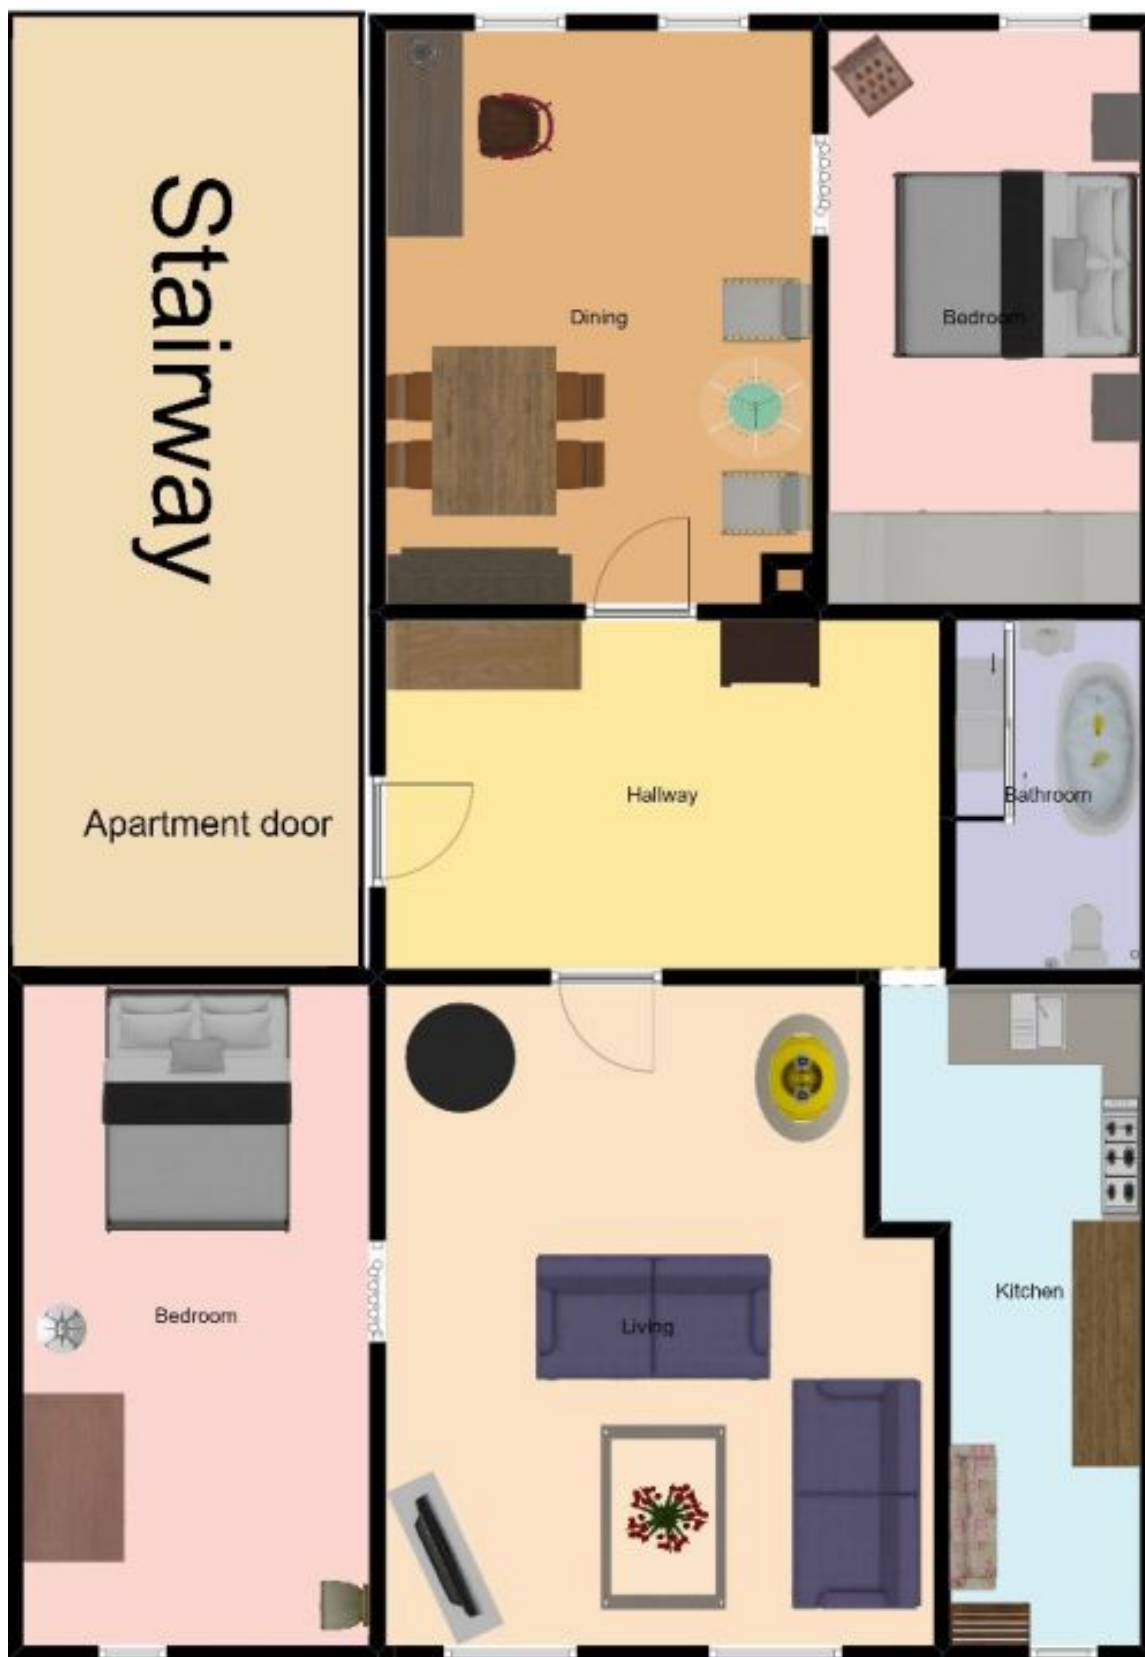 Stairway
Dining
Bedroom
Apartment door
Hallway
Bathroom
Bedroom
Living
Kitchen